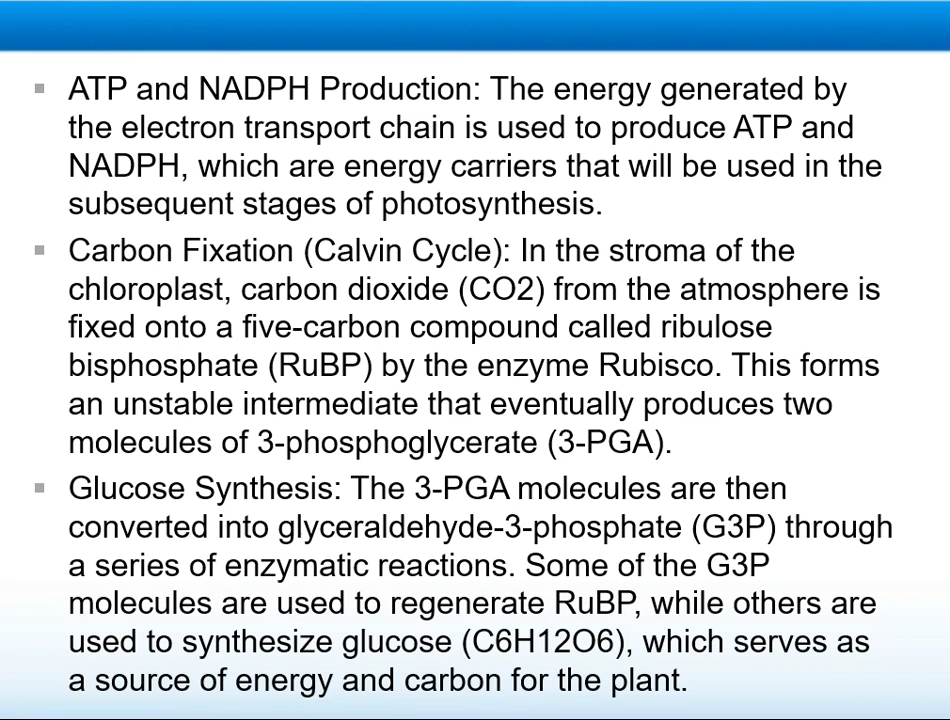 ATP and NADPH Production: The energy generated by
the electron transport chain is used to produce ATP and
NADPH, which are energy carriers that will be used in the
subsequent stages of photosynthesis.
Carbon Fixation (Calvin Cycle): In the stroma of the
chloroplast, carbon dioxide (CO2) from the atmosphere is
fixed onto a five-carbon compound called ribulose
bisphosphate (RuBP) by the enzyme Rubisco. This forms
an unstable intermediate that eventually produces two
molecules of 3-phosphoglycerate (3-PGA).
Glucose Synthesis: The 3-PGA molecules are then
converted into glyceraldehyde-3-phosphate (G3P) through
a series of enzymatic reactions. Some of the G3P
molecules are used to regenerate RuBP, while others are
used to synthesize glucose (C6H12O6), which serves as
a source of energy and carbon for the plant.